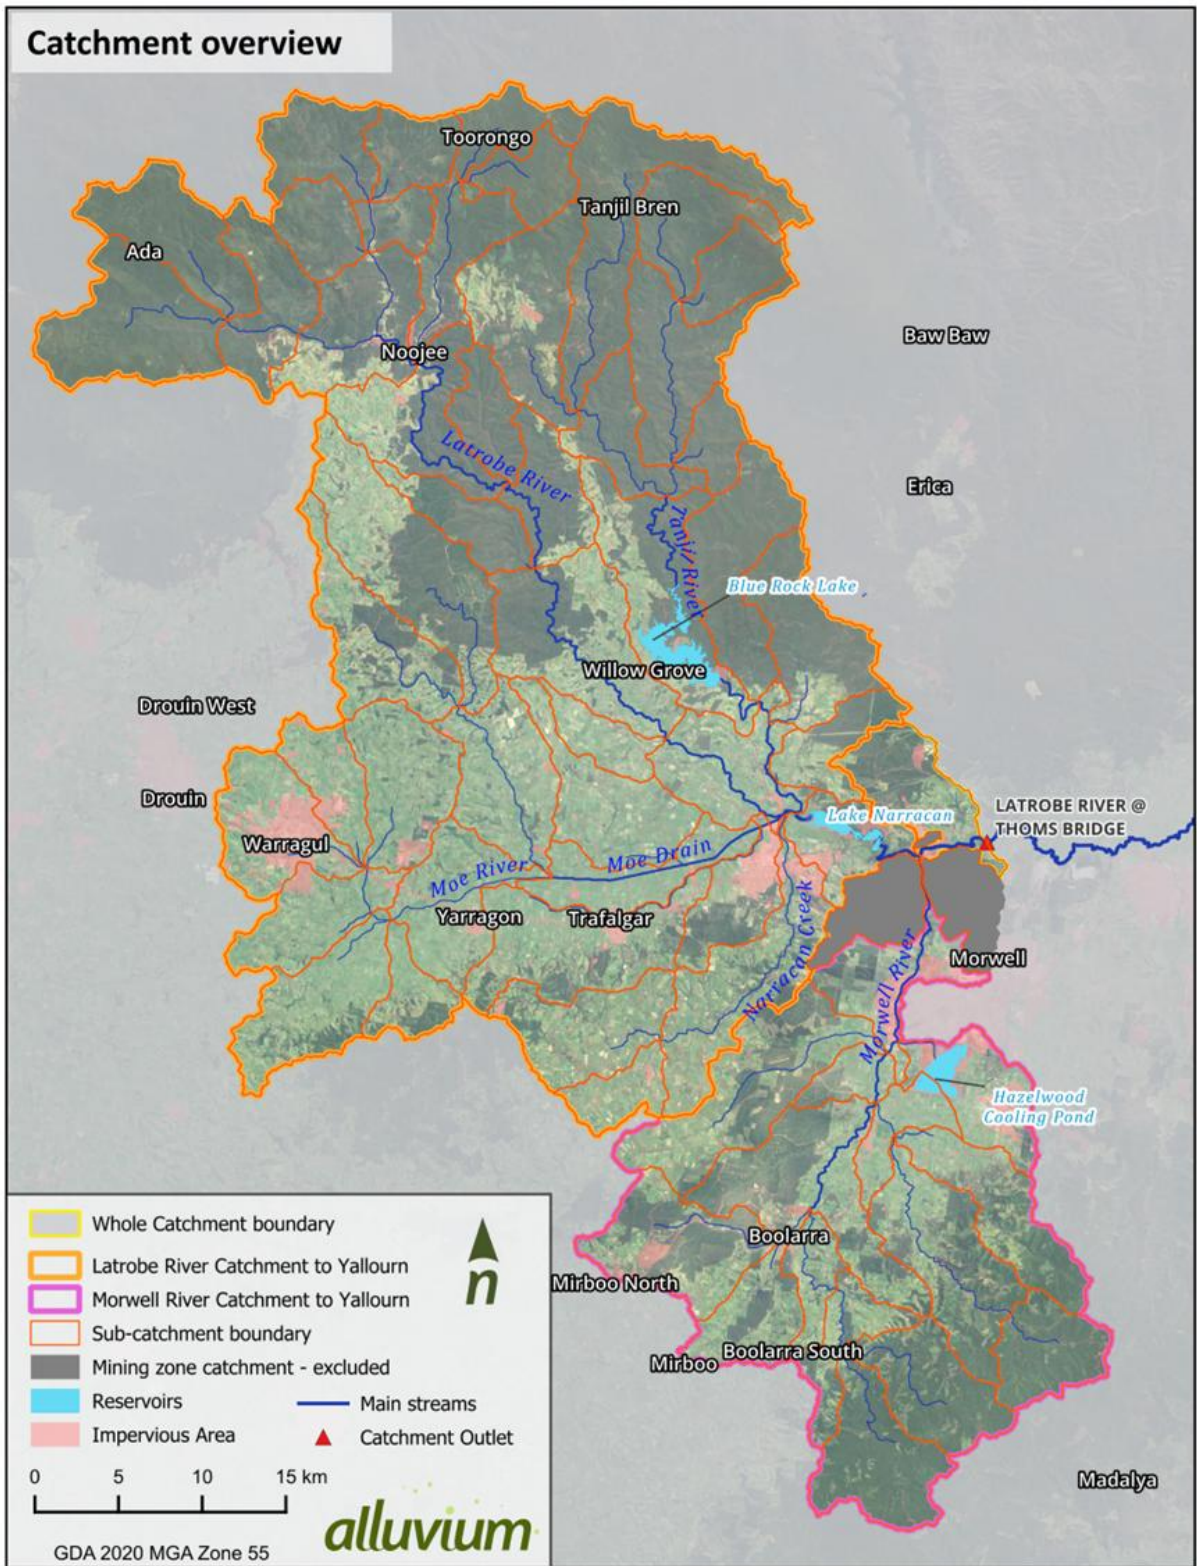 Catchment overview
Toorongo
Tanjil Bren
Ada
Baw Baw
Noojee
Latrobe River
Erica
Tanjil River
Blue Rock Lake
Willow Grove
Drouin West
Drouin
LATROBE RIVER @
THOMS BRIDGE
Lake Narracan
Warragul
Moe Drain
Moe River
Yarragon
Trafalgar
Narracan Creek
Morwell
Morwell River
Hazelwood
Cooling Pond
Boolarra
Mirboo North
Boolarra South
Mirboo
Madalya
Whole Catchment boundary
Latrobe River Catchment to Yallourn
Morwell River Catchment to Yallourn
Sub-catchment boundary
Mining zone catchment - excluded
Reservoirs
Main streams
Impervious Area
Catchment Outlet
n
0 5 10 15 km
alluvium
GDA 2020 MGA Zone 55